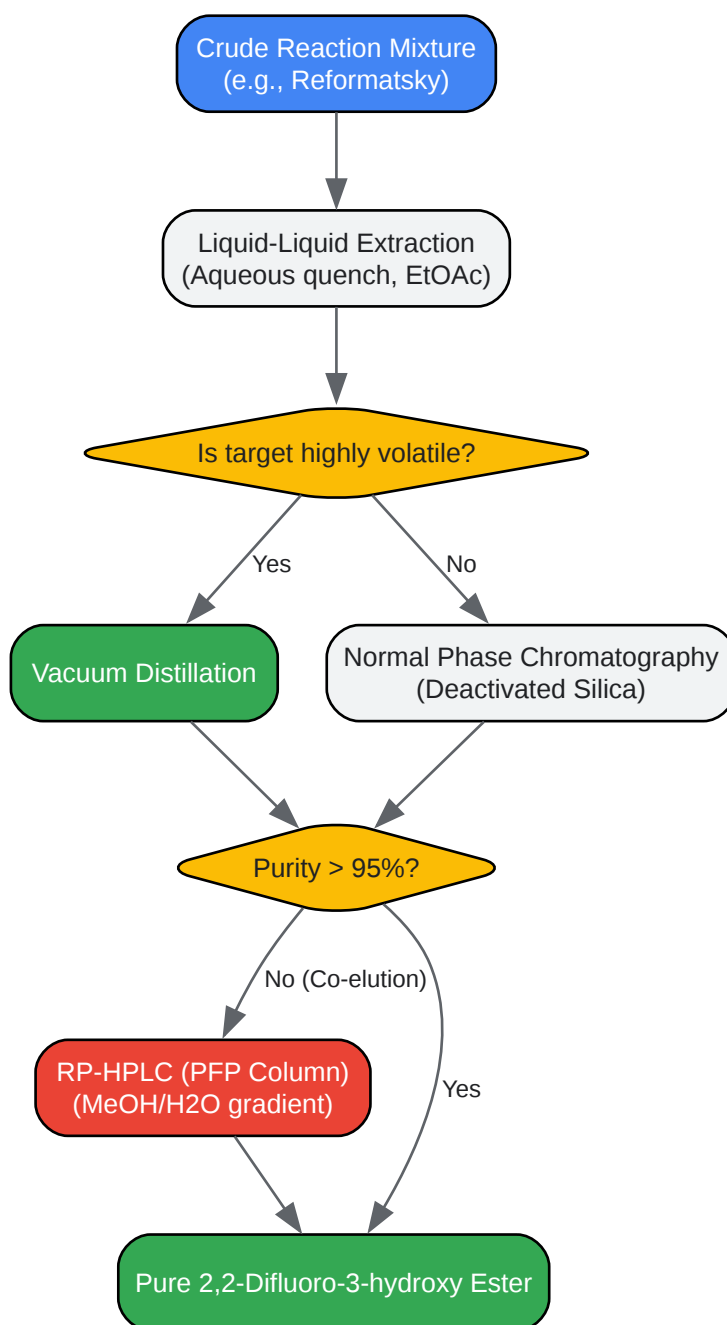 Crude Reaction Mixture
(e.g., Reformatsky)
Liquid-Liquid Extraction
(Aqueous quench, EtOAc)
Is target highly volatile?
Yes
No
Vacuum Distillation
Normal Phase Chromatography
(Deactivated Silica)
Purity > 95%?
No (Co-elution)
RP-HPLC (PFP Column)
(MeOH/H2O gradient)
Yes
Pure 2,2-Difluoro-3-hydroxy Ester